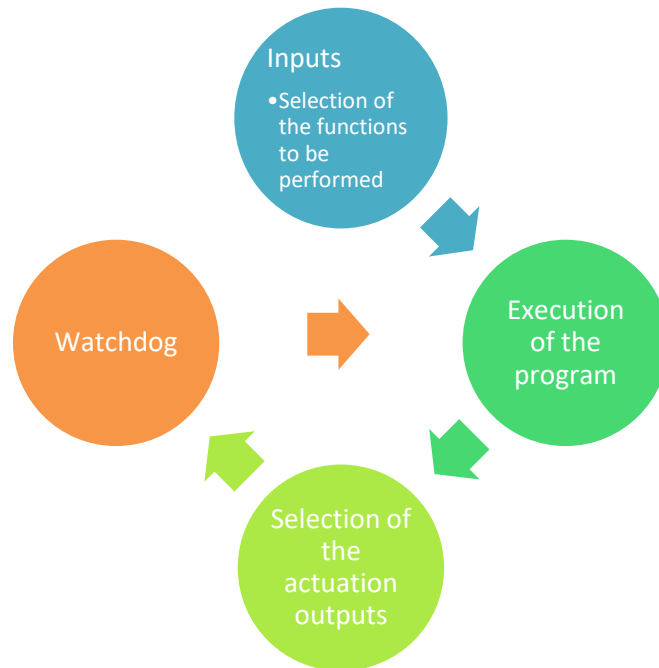 Inputs
•Selection of
the functions
to be
performed
Execution
of the
program
Selection of
the
actuation
outputs
Watchdog